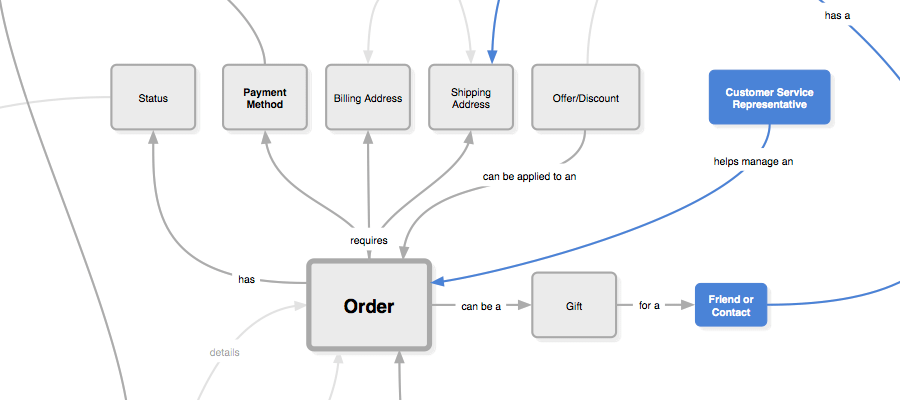 has a
Status
Payment
Method
Billing Address
Shipping
Address
Offer/Discount
Customer Service
Representative
helps manage an
can be applied to an
requires
has
Order
can be a
Gift
for a
Friend or
Contact
details